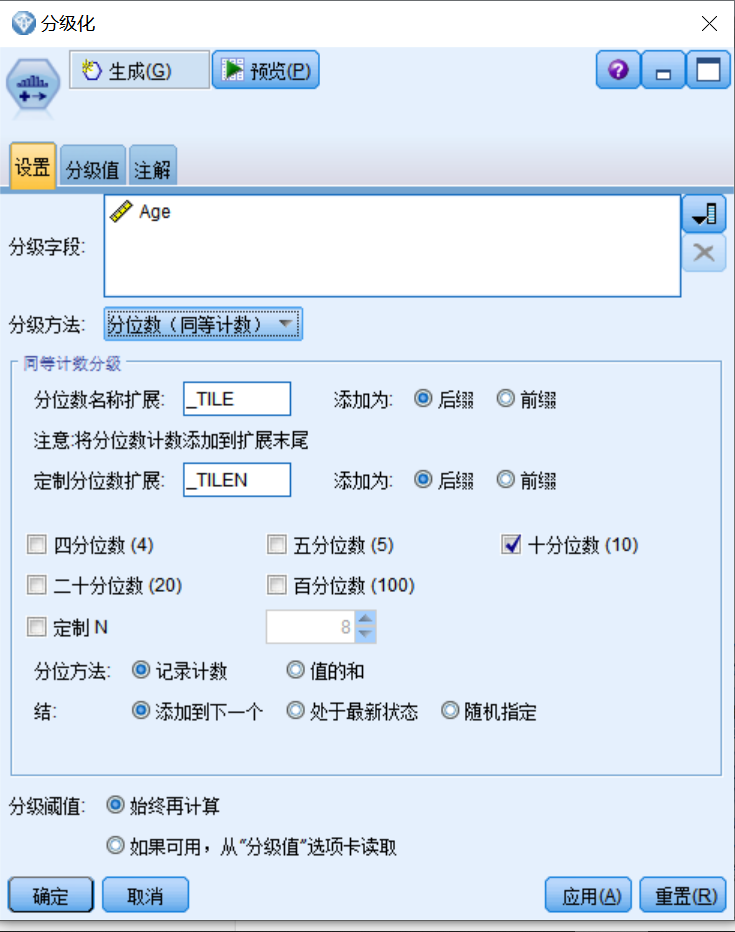 分级化
生成(G) 预览(P)
设置 分级值 注解
分级字段: Age
分级方法: 分位数（同等计数）
同等计数分级
分位数名称扩展: _TILE 添加为: 后缀 前缀
注意:将分位数计数添加到扩展末尾
定制分位数扩展: _TILEN 添加为: 后缀 前缀
四分位数 (4) 五分位数 (5) 十分位数 (10)
二十分位数 (20) 百分位数 (100)
定制 N 8
分位方法: 记录计数 值的和
结: 添加到下一个 处于最新状态 随机指定
分级阈值: 始终再计算
如果可用，从“分级值”选项卡读取
确定 取消 应用(A) 重置(R)